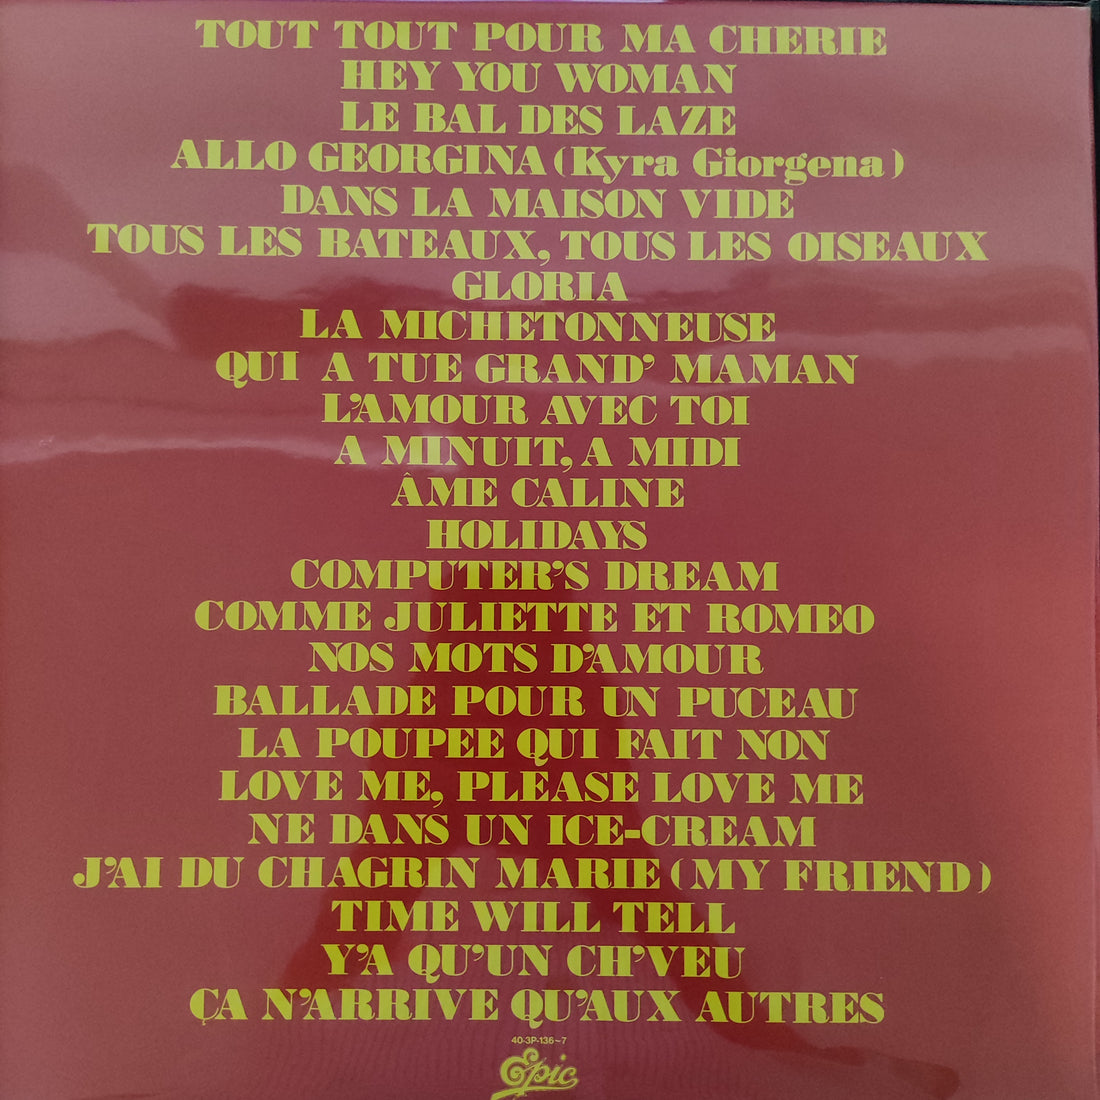 TOUT TOUT POUR MA CHERIE
HEY YOU WOMAN
LE BAL DES LAZE
ALLO GEORGINA (Kyra Giorgena)
DANS LA MAISON VIDE
TOUS LES BATEAUX, TOUS LES OISEAUX
GLORIA
LA MICHETONNEUSE
QUI A TUE GRAND' MAMAN
L'AMOUR AVEC TOI
A MINUIT, A MIDI
ÂME CALINE
HOLIDAYS
COMPUTER'S DREAM
COMME JULIETTE ET ROMEO
NOS MOTS D'AMOUR
BALLADE POUR UN PUCEAU
LA POUPEE QUI FAIT NON
LOVE ME, PLEASE LOVE ME
NE DANS UN ICE-CREAM
J'AI DU CHAGRIN MARIE (MY FRIEND)
TIME WILL TELL
Y'A QU'UN CH'VEU
ÇA N'ARRIVE QU'AUX AUTRES
40·3P-136~7
Epic